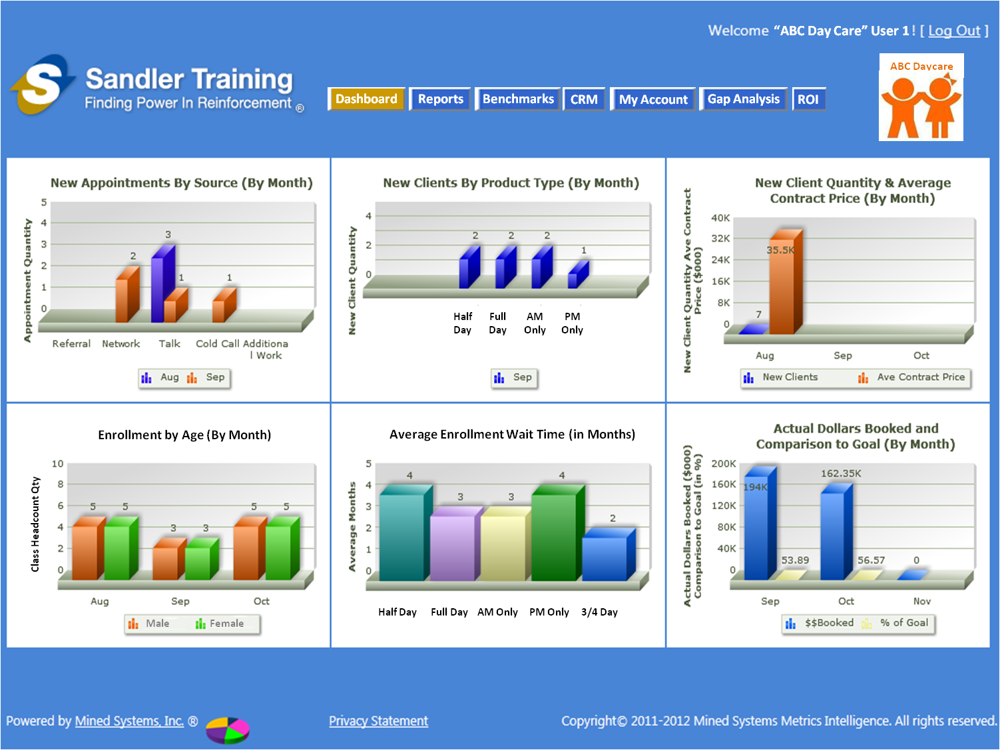 Welcome “ABC Day Care” User 1! [ Log Out ]
Sandler Training
Finding Power In Reinforcement ®
Dashboard Reports Benchmarks CRM My Account Gap Analysis ROI
ABC Daycare
New Appointments By Source (By Month)
Appointment Quantity
5
4
3
2
1
0
2
3
1
1
Referral Network Talk Cold Call Additiona
l Work
Aug Sep
New Clients By Product Type (By Month)
New Client Quantity
4
2
0
2 2 2 1
Half Full AM PM
Day Day Only Only
Sep
New Client Quantity & Average
Contract Price (By Month)
New Client Quantity Ave Contract
Price ($000)
40K
32K
24K
16K
8K
0
7
35.5K
Aug Sep Oct
New Clients Ave Contract Price
Enrollment by Age (By Month)
Class Headcount Qty
10
8
6
4
2
0
5 5 3 3 5 5
Aug Sep Oct
Male Female
Average Enrollment Wait Time (in Months)
Average Months
5
4
3
2
1
0
4 3 3 4 2
Half Day Full Day AM Only PM Only 3/4 Day
Actual Dollars Booked and
Comparison to Goal (By Month)
Actual Dollars Booked ($000)
Comparison to Goal (in %)
200K
160K
120K
80K
40K
0
194K 53.89 162.35K 56.57 0
Sep Oct Nov
$$Booked % of Goal
Powered by Mined Systems, Inc. ®
Privacy Statement
Copyright© 2011-2012 Mined Systems Metrics Intelligence. All rights reserved.